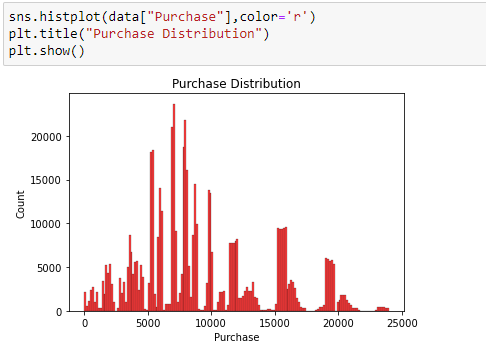 sns.histplot(data["Purchase"],color='r')
plt.title("Purchase Distribution")
plt.show()
Purchase Distribution
20000
15000
10000
5000
0
Count
0 5000 10000 15000 20000 25000
Purchase